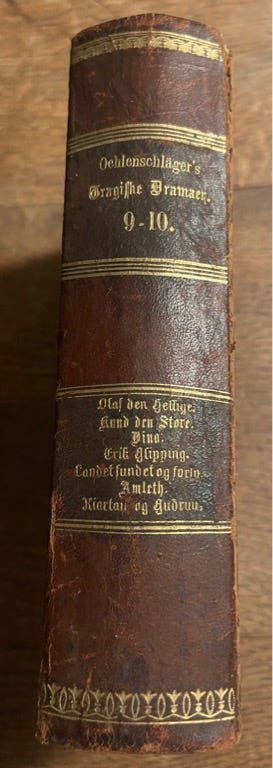 Oehlenschläger's
Tragiske Dramaer.
9-10.
Olaf den Hellige.
Knud den Store.
Dina.
Erik Glipping.
Landet fundet og forsv.
Amleth.
Kiartan og Gudrun.